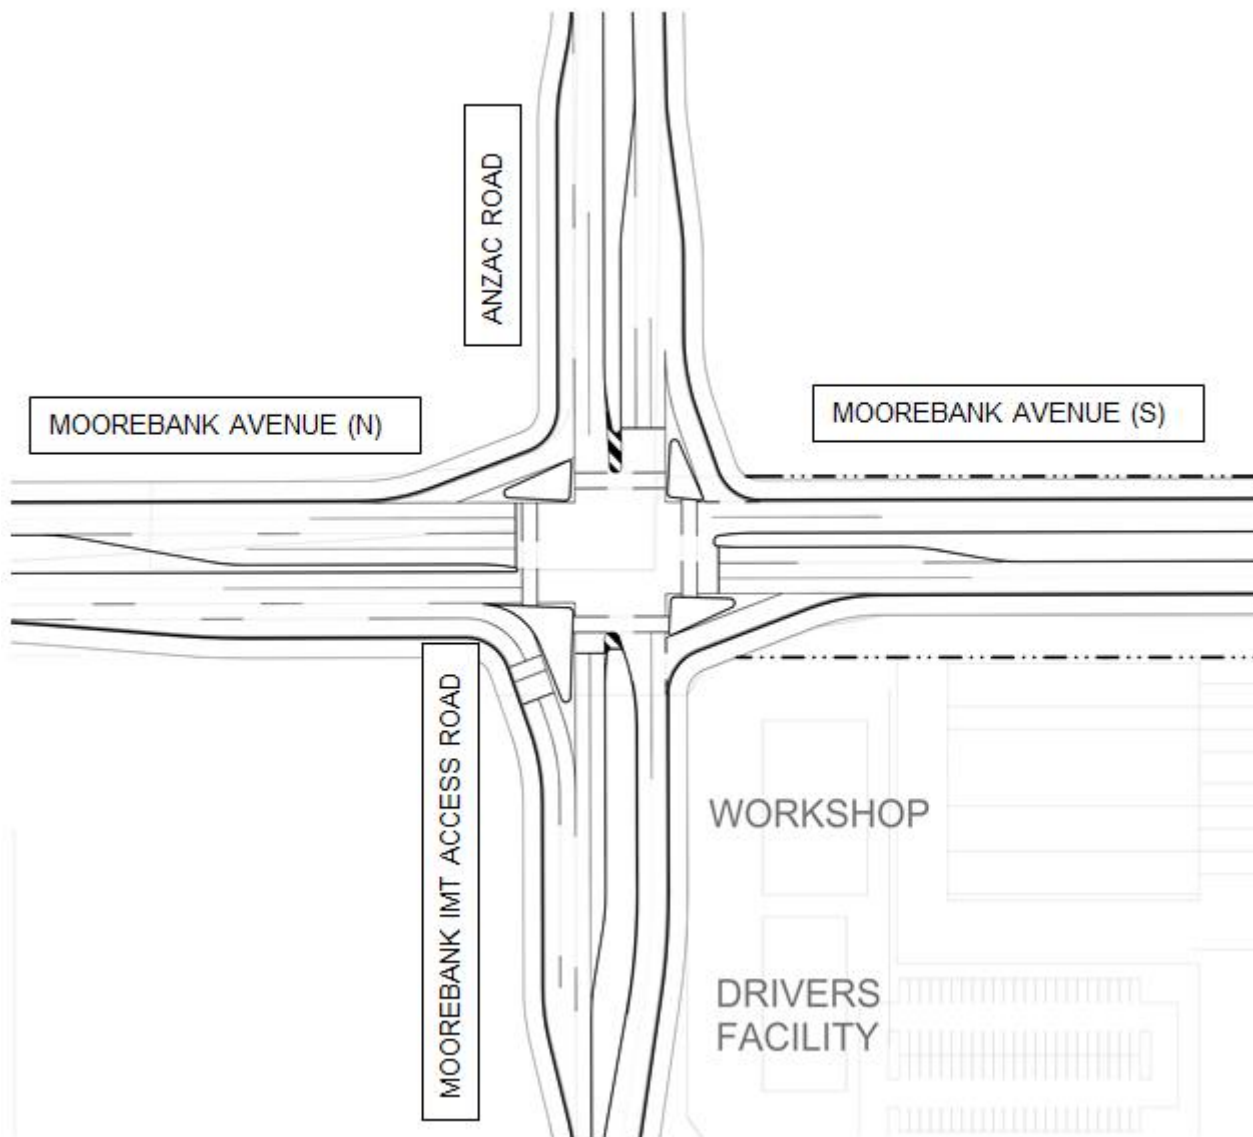 ANZAC ROAD
MOOREBANK AVENUE (N)
MOOREBANK AVENUE (S)
MOOREBANK IMT ACCESS ROAD
WORKSHOP
DRIVERS
FACILITY